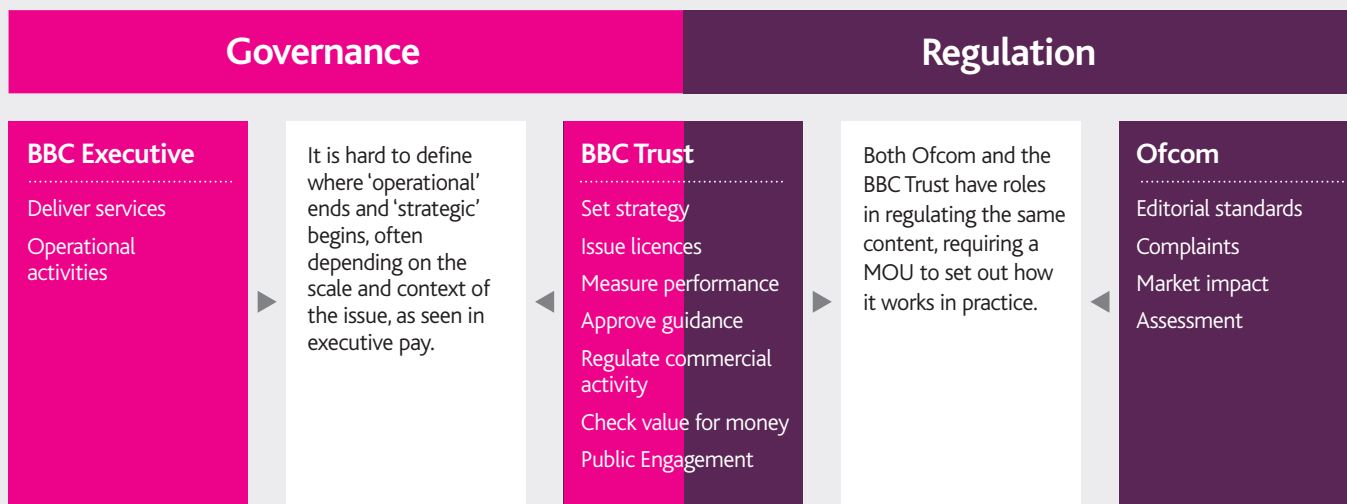 Governance
Regulation
BBC Executive
Deliver services
Operational
activities
It is hard to define
where ‘operational’
ends and ‘strategic’
begins, often
depending on the
scale and context of
the issue, as seen in
executive pay.
BBC Trust
Set strategy
Issue licences
Measure performance
Approve guidance
Regulate commercial
activity
Check value for money
Public Engagement
Both Ofcom and the
BBC Trust have roles
in regulating the same
content, requiring a
MOU to set out how
it works in practice.
Ofcom
Editorial standards
Complaints
Market impact
Assessment